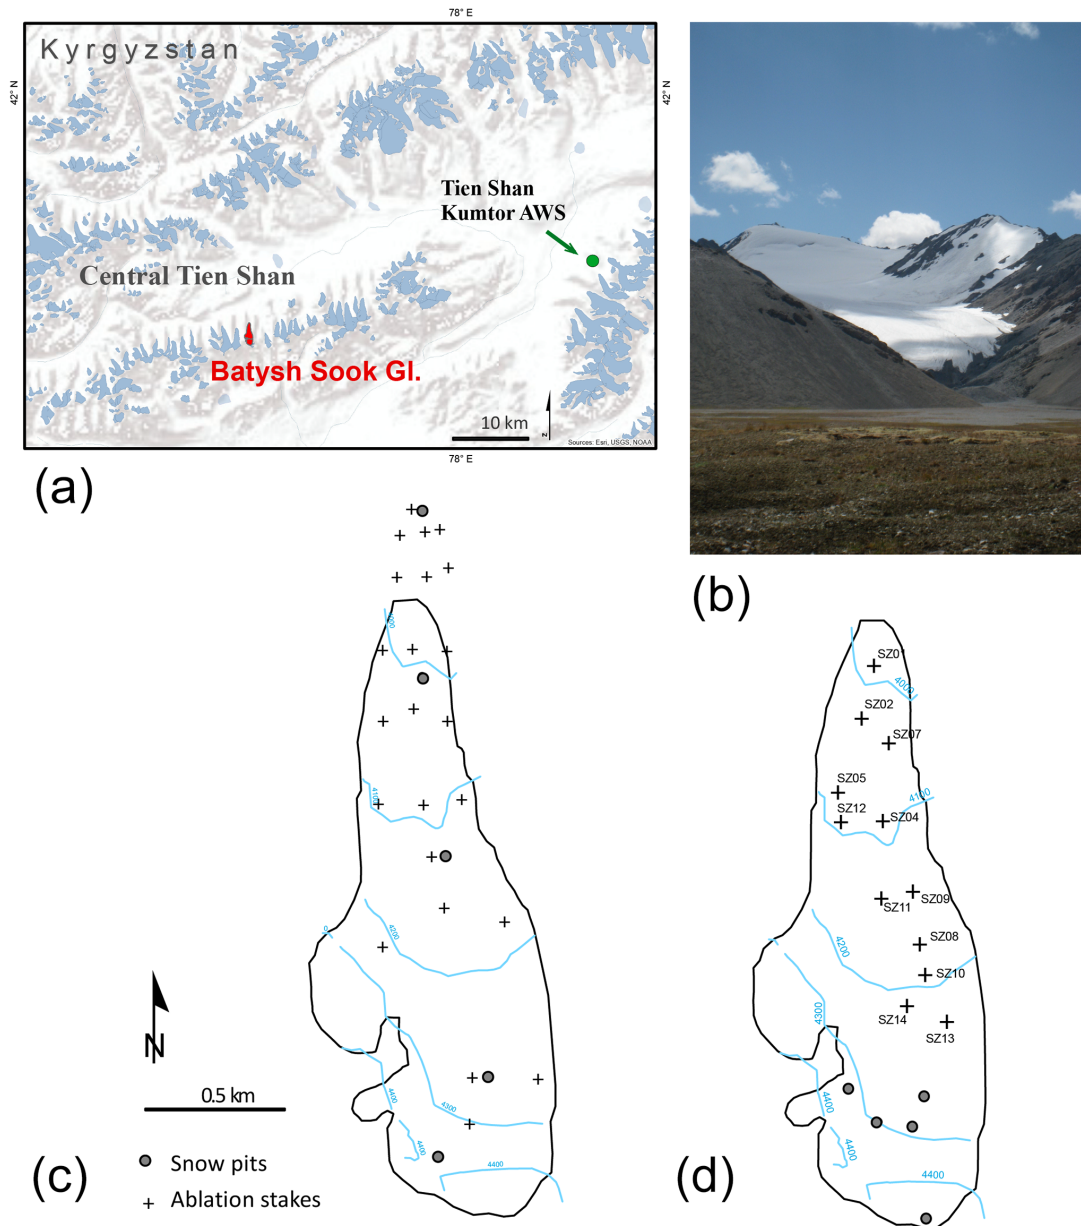 78° E
Kyrgyzstan
42° N
42° N
Tien Shan
Kumtor AWS
Central Tien Shan
Batysh Sook Gl.
10 km
N
Sources: Esri, USGS, NOAA
78° E
(a)
(b)
4100
4200
4300
4400
4400
4400
N
0.5 km
Snow pits
Ablation stakes
(c)
SZ01
4000
SZ02
SZ07
SZ05
4100
SZ12
SZ04
SZ09
SZ11
SZ08
4200
SZ10
4300
SZ14
SZ13
4400
4400
4400
(d)